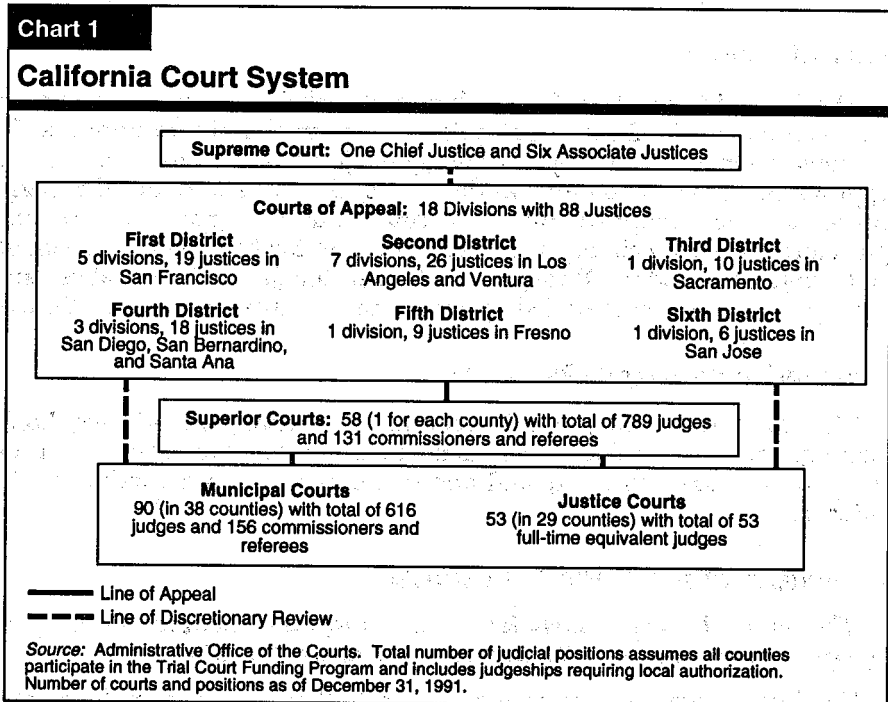 Chart 1
California Court System
Supreme Court: One Chief Justice and Six Associate Justices
Courts of Appeal: 18 Divisions with 88 Justices
First District
5 divisions, 19 justices in
San Francisco
Second District
7 divisions, 26 justices in Los
Angeles and Ventura
Third District
1 division, 10 justices in
Sacramento
Fourth District
3 divisions, 18 justices in
San Diego, San Bernardino,
and Santa Ana
Fifth District
1 division, 9 justices in Fresno
Sixth District
1 division, 6 justices in
San Jose
Superior Courts: 58 (1 for each county) with total of 789 judges
and 131 commissioners and referees
Municipal Courts
90 (in 38 counties) with total of 616
judges and 156 commissioners and
referees
Justice Courts
53 (in 29 counties) with total of 53
full-time equivalent judges
Line of Appeal
Line of Discretionary Review
Source: Administrative Office of the Courts. Total number of judicial positions assumes all counties
participate in the Trial Court Funding Program and includes judgeships requiring local authorization.
Number of courts and positions as of December 31, 1991.